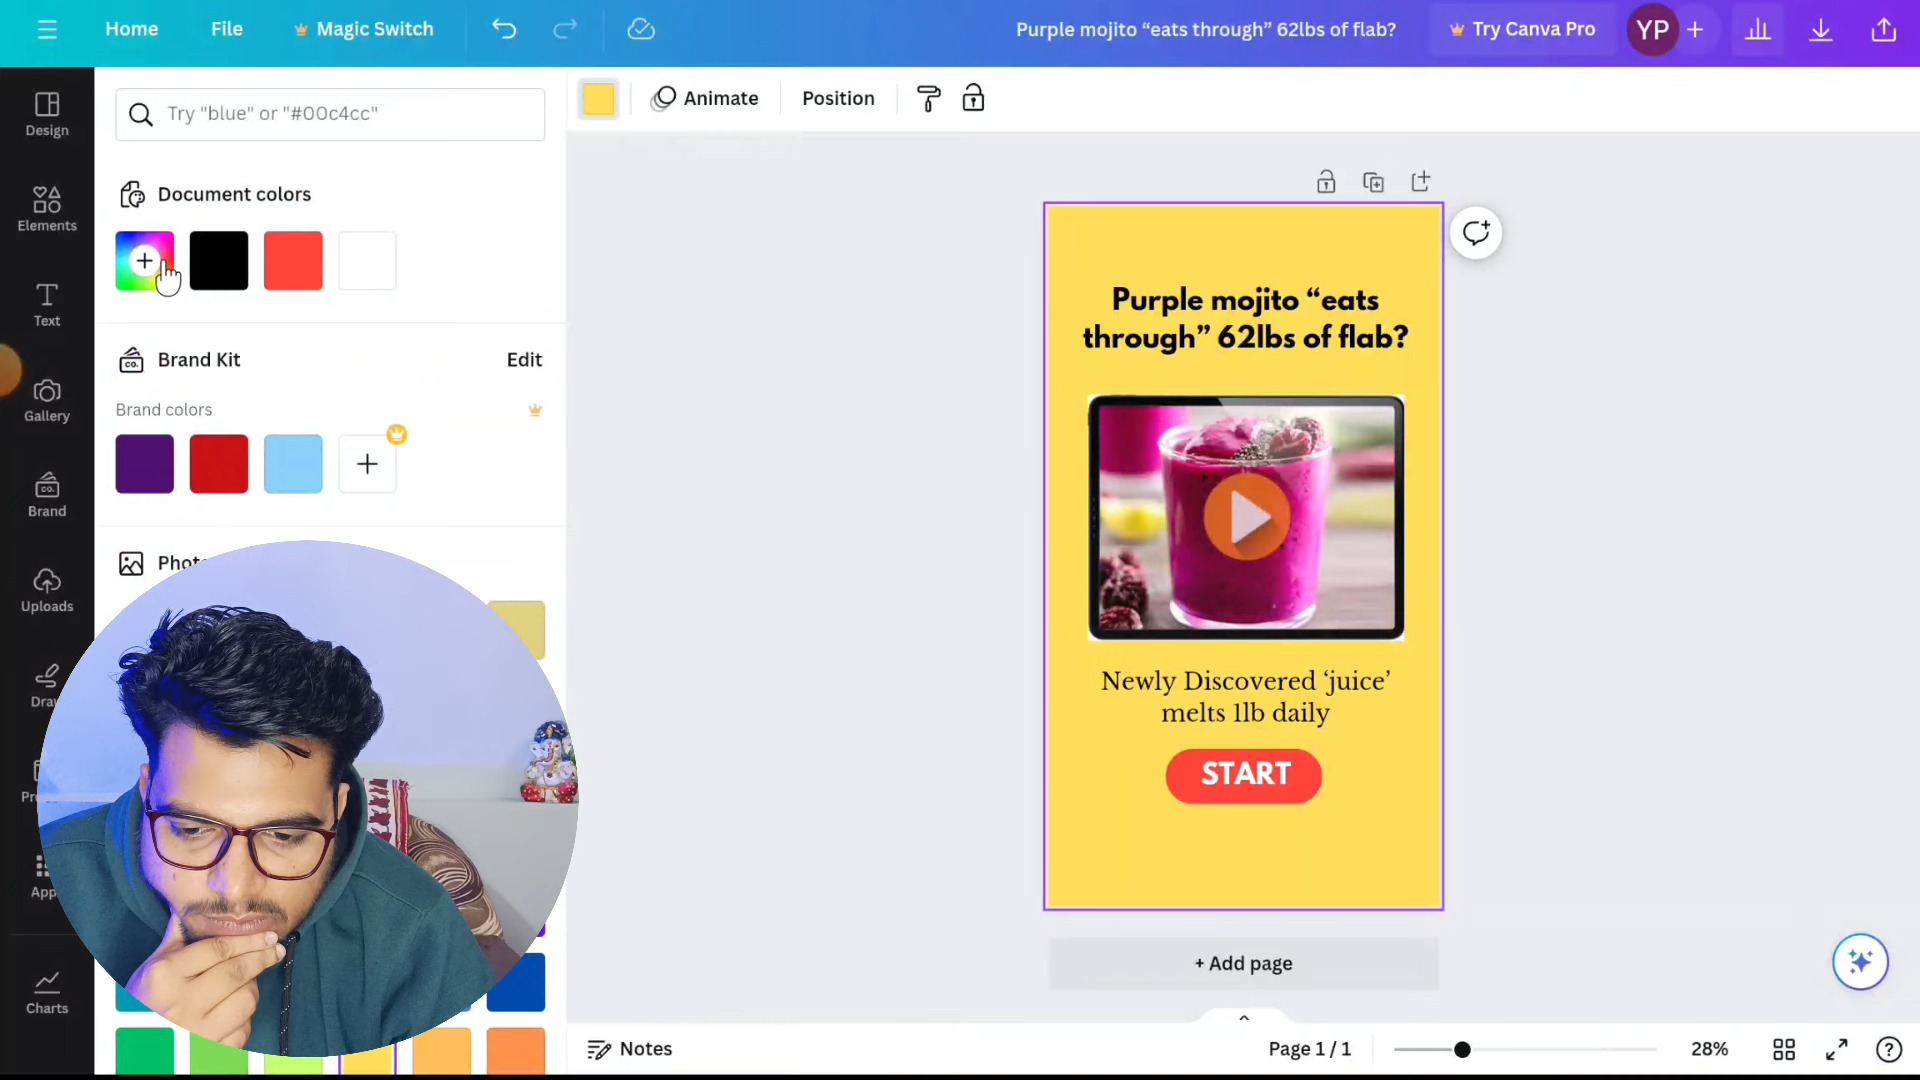 Home
File
Magic Switch
Purple mojito “eats through” 62lbs of flab?
Try Canva Pro
YP
Design
Elements
Text
Gallery
Brand
Uploads
Charts
Try "blue" or "#00c4cc"
Document colors
Brand Kit
Edit
Brand colors
Animate
Position
Purple mojito “eats
through” 62lbs of flab?
Newly Discovered ‘juice’
melts 1lb daily
START
+ Add page
Notes
Page 1 / 1
28%